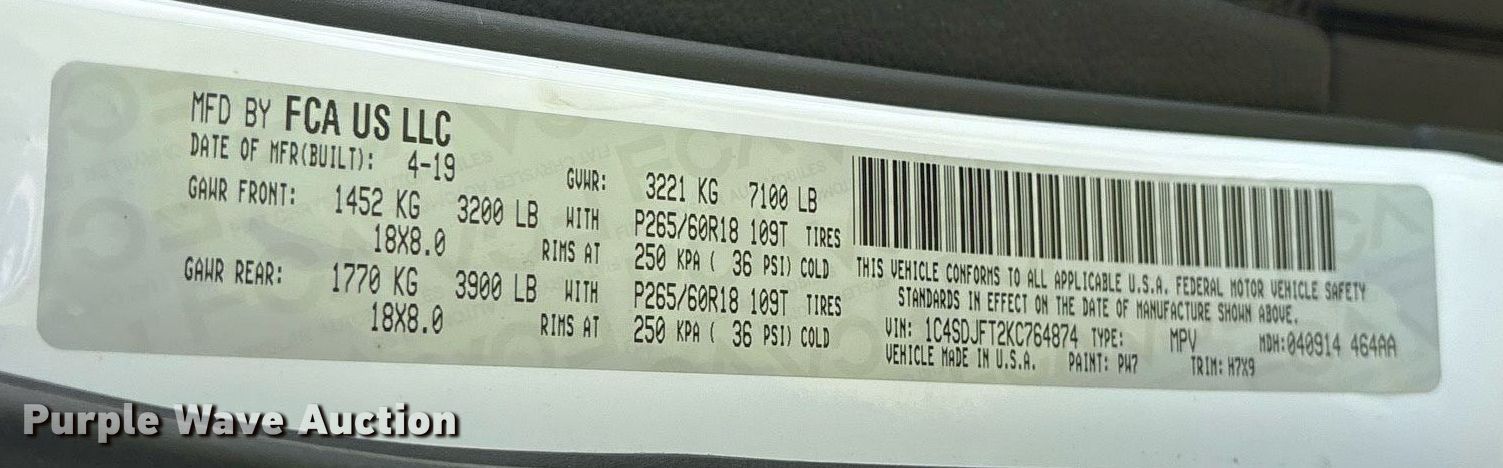 MFD BY FCA US LLC
DATE OF MFR(BUILT): 4-19
GVWR: 3221 KG 7100 LB
GAWR FRONT: 1452 KG 3200 LB WITH P265/60R18 109T TIRES
18X8.0 RIMS AT 250 KPA ( 36 PSI) COLD
GAWR REAR: 1770 KG 3900 LB WITH P265/60R18 109T TIRES
18X8.0 RIMS AT 250 KPA ( 36 PSI) COLD
THIS VEHICLE CONFORMS TO ALL APPLICABLE U.S.A. FEDERAL MOTOR VEHICLE SAFETY
STANDARDS IN EFFECT ON THE DATE OF MANUFACTURE SHOWN ABOVE.
VIN: 1C4SDJFT2KC764874 TYPE: MPV MDH:040914 464AA
VEHICLE MADE IN U.S.A. PAINT: PW7 TRIM: H7X9
Purple Wave Auction